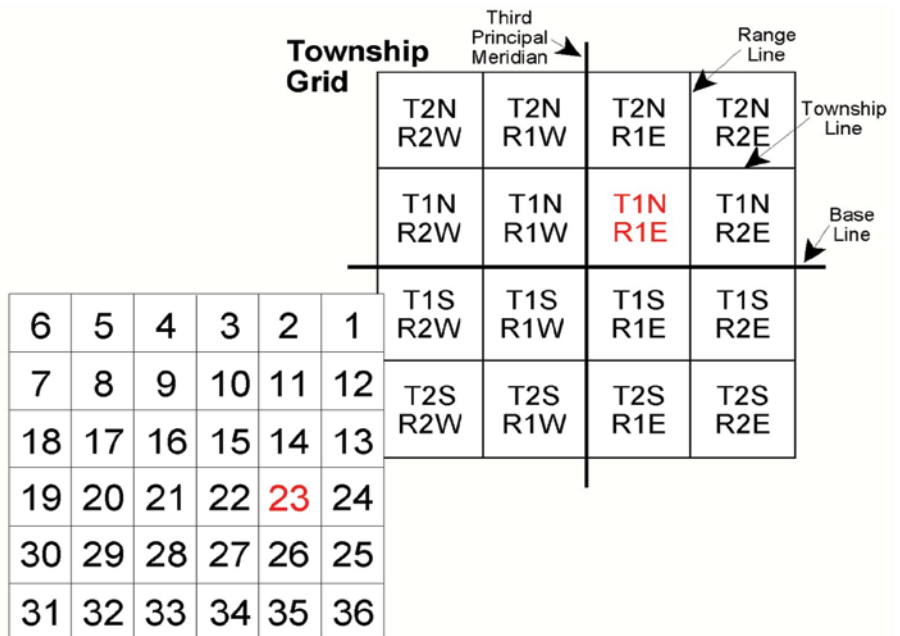 Township
Grid
Third
Principal
Meridian
Range
Line
Township
Line
Base
Line
T2N T2N T2N T2N
R2W R1W R1E R2E
T1N T1N T1N T1N
R2W R1W R1E R2E
T1S T1S T1S T1S
R2W R1W R1E R2E
T2S T2S T2S T2S
R2W R1W R1E R2E
6 5 4 3 2 1
7 8 9 10 11 12
18 17 16 15 14 13
19 20 21 22 23 24
30 29 28 27 26 25
31 32 33 34 35 36